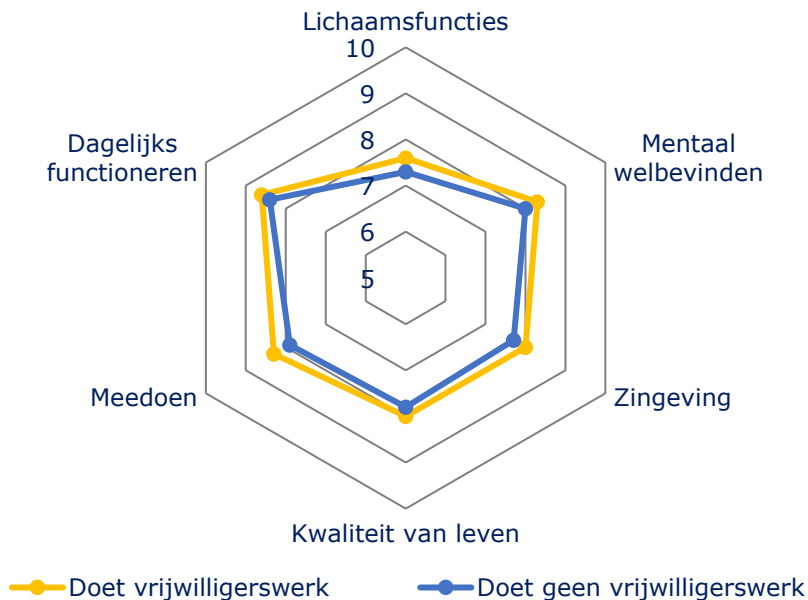 Lichaamsfuncties
10
9
8
7
6
5
Mentaal
welbevinden
Zingeving
Kwaliteit van leven
Meedoen
Dagelijks
functioneren
Doet vrijwilligerswerk
Doet geen vrijwilligerswerk